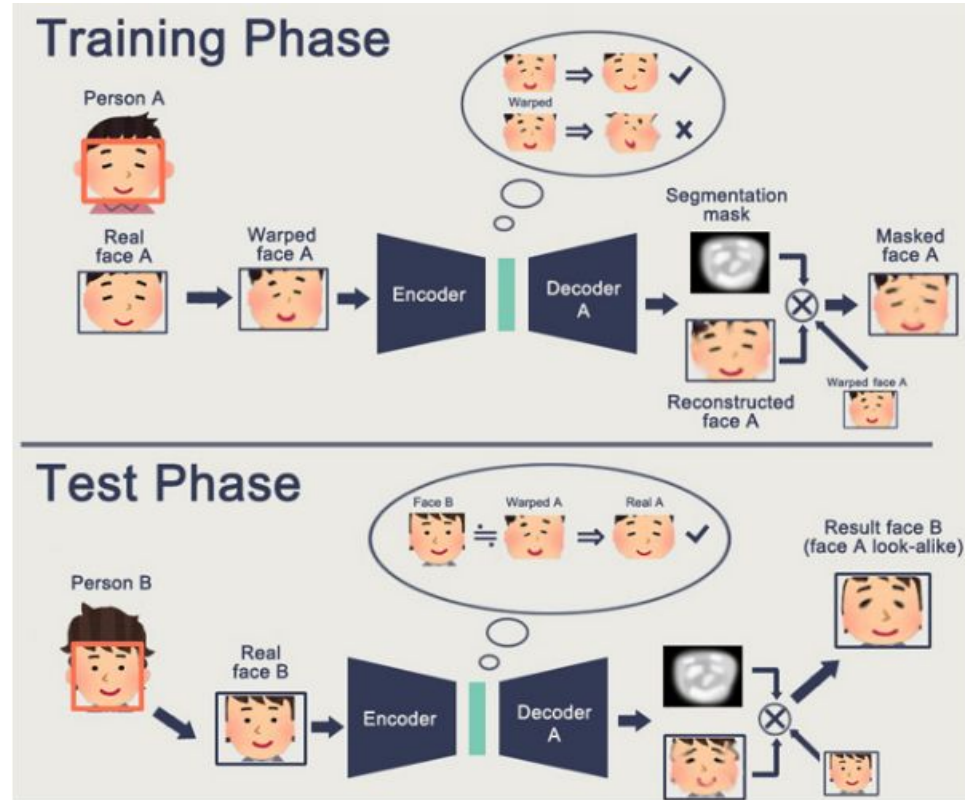 Training Phase
Person A
Warped
Real
face A
Warped
face A
Encoder
Decoder
A
Segmentation
mask
Reconstructed
face A
Masked
face A
Warped face A
Test Phase
Face B
Warped A
Real A
Person B
Real
face B
Encoder
Decoder
A
Result face B
(face A look-alike)